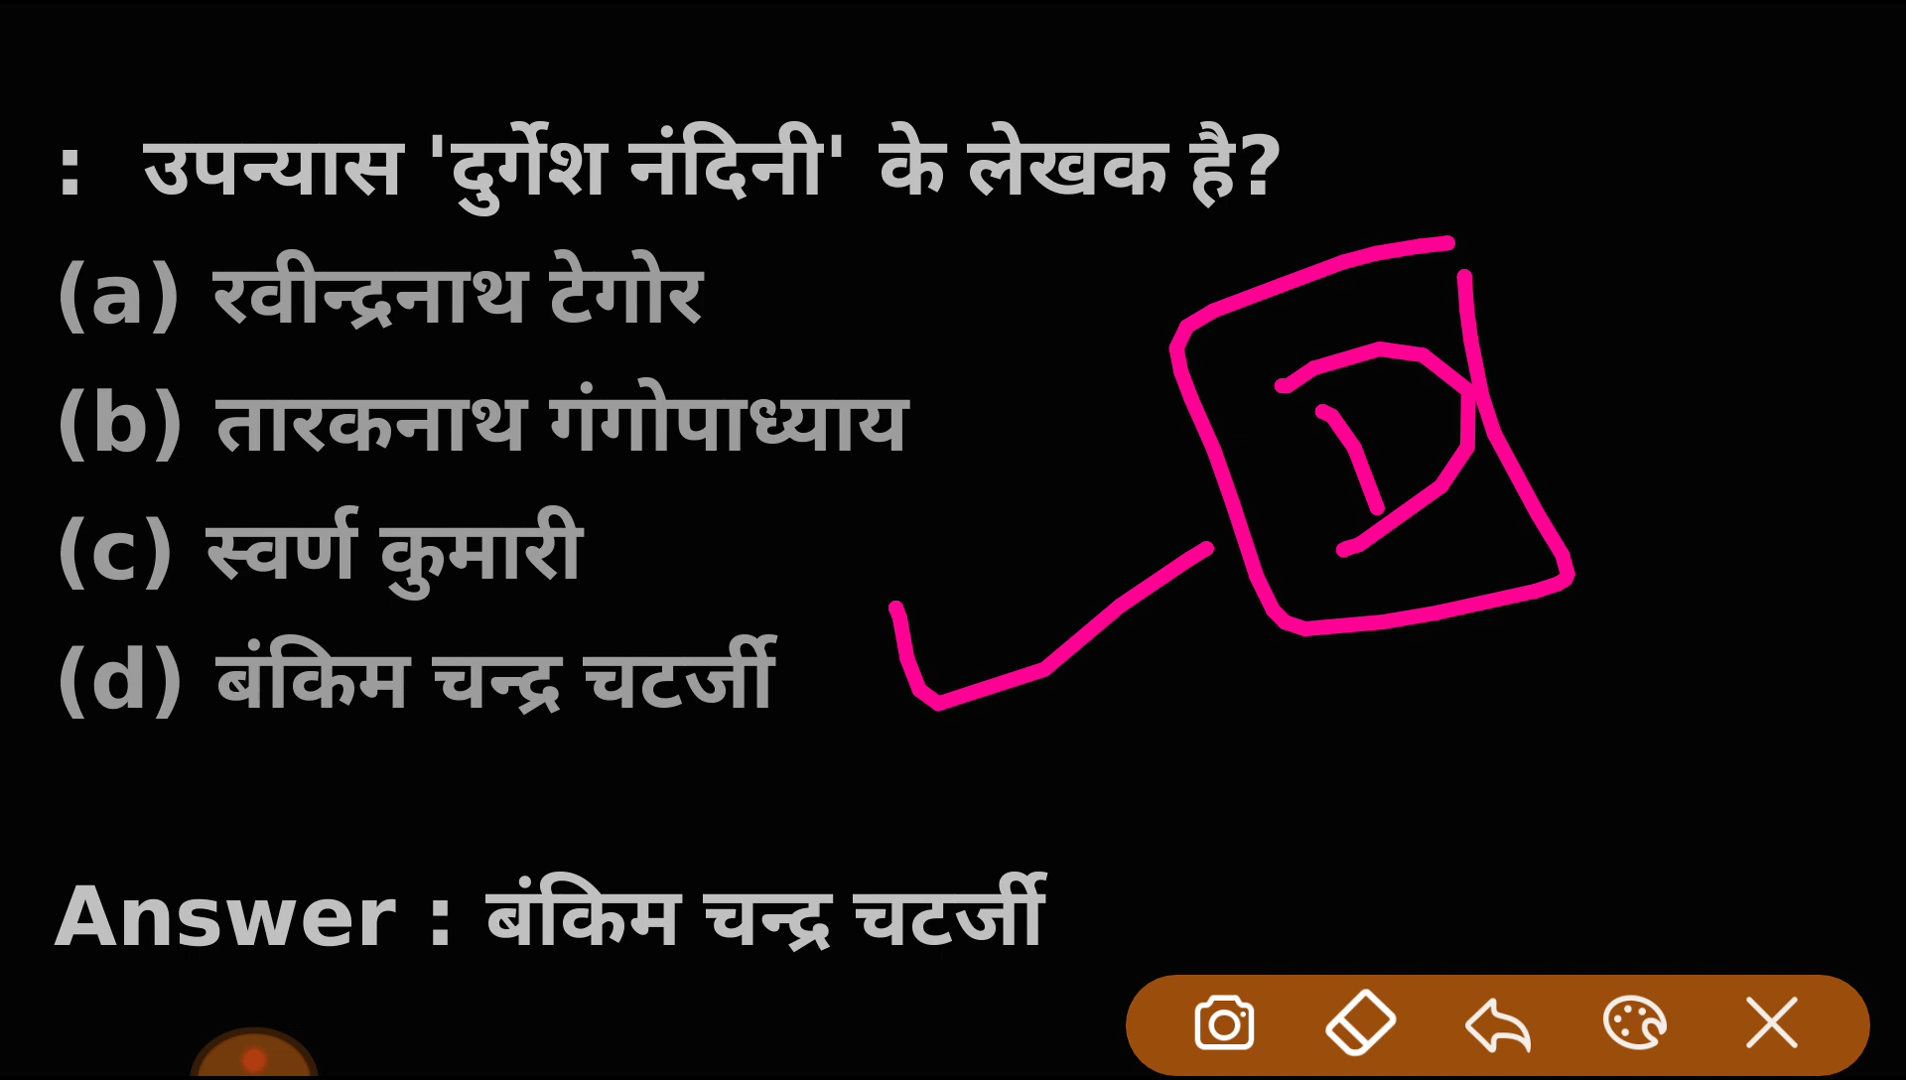 : उपन्यास 'दुर्गेश नंदिनी' के लेखक है?
(a) रवीन्द्रनाथ टेगोर
(b) तारकनाथ गंगोपाध्याय
(c) स्वर्ण कुमारी
(d) बंकिम चन्द्र चटर्जी
D
Answer : बंकिम चन्द्र चटर्जी